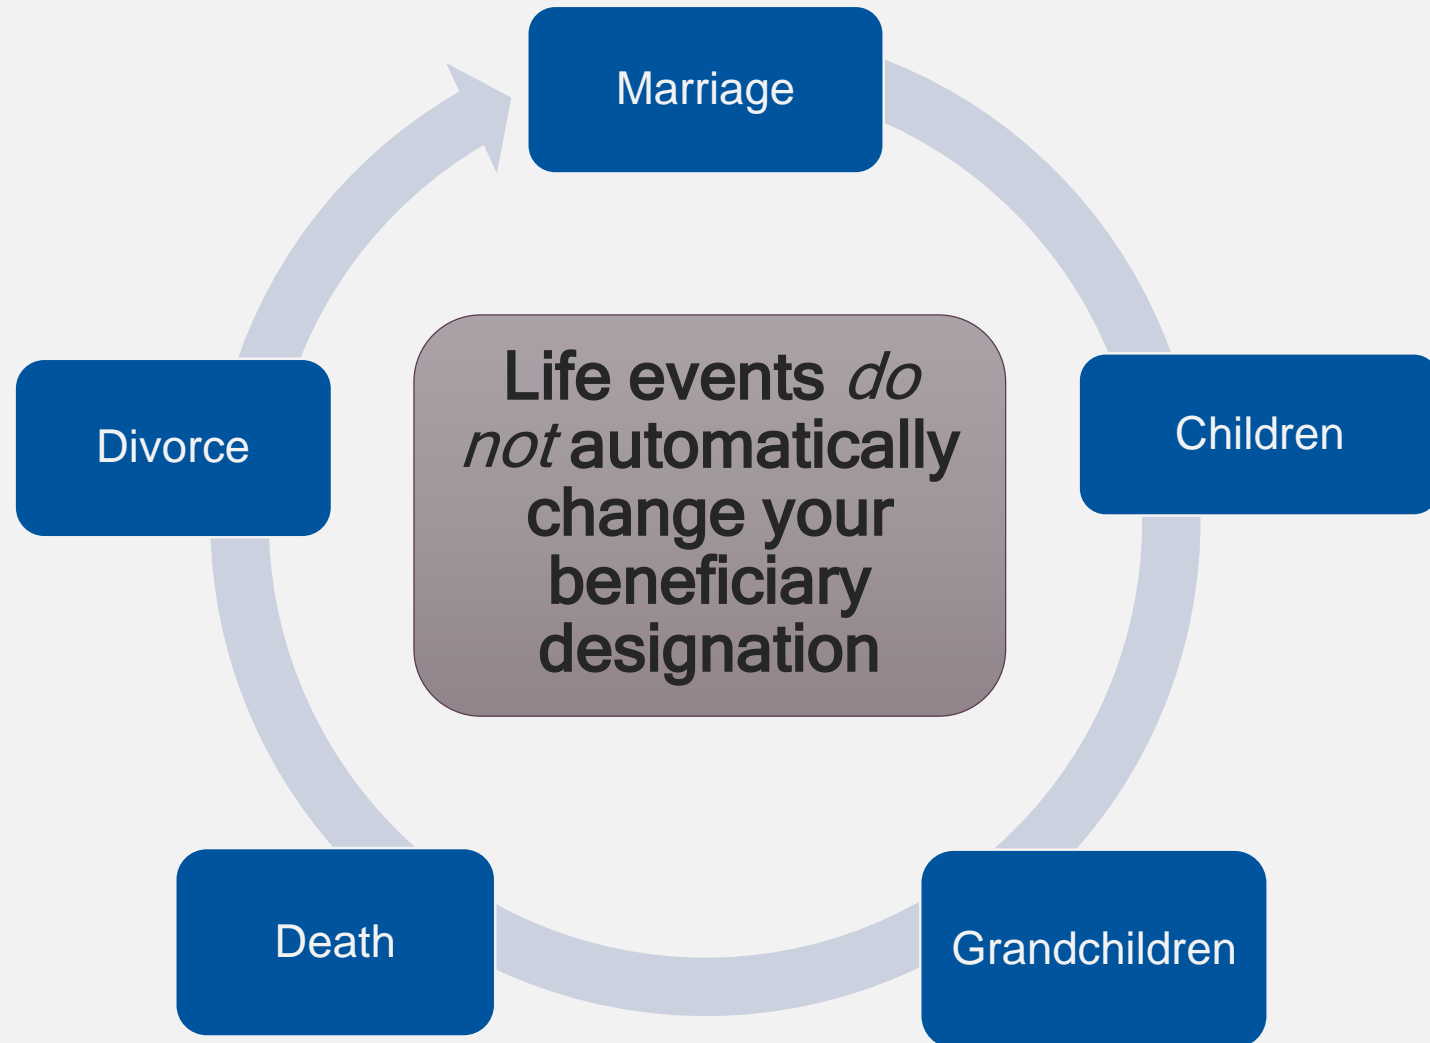 Marriage
Children
Grandchildren
Death
Divorce
Life events do
not automatically
change your
beneficiary
designation